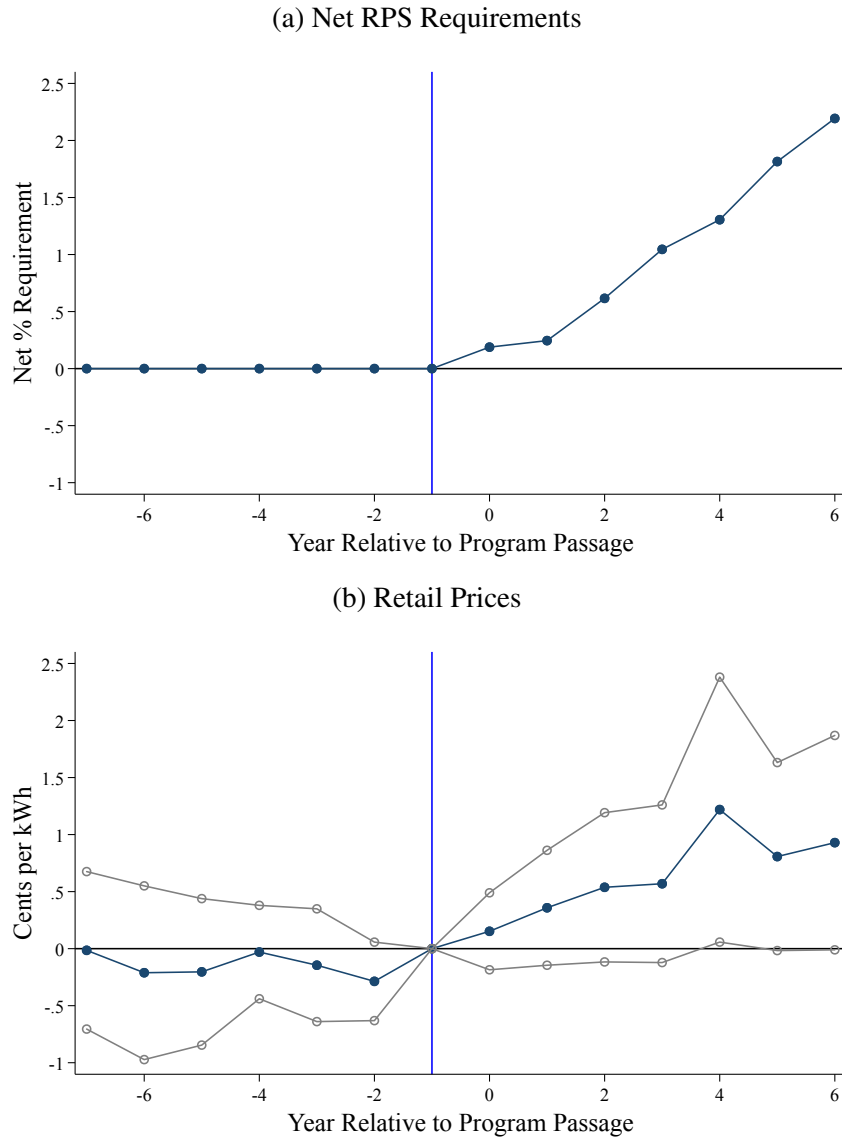 (a) Net RPS Requirements
2.5
2
1.5
1
.5
0
-.5
-1
Net % Requirement
-6 -4 -2 0 2 4 6
Year Relative to Program Passage
(b) Retail Prices
2.5
2
1.5
1
.5
0
-.5
-1
Cents per kWh
-6 -4 -2 0 2 4 6
Year Relative to Program Passage